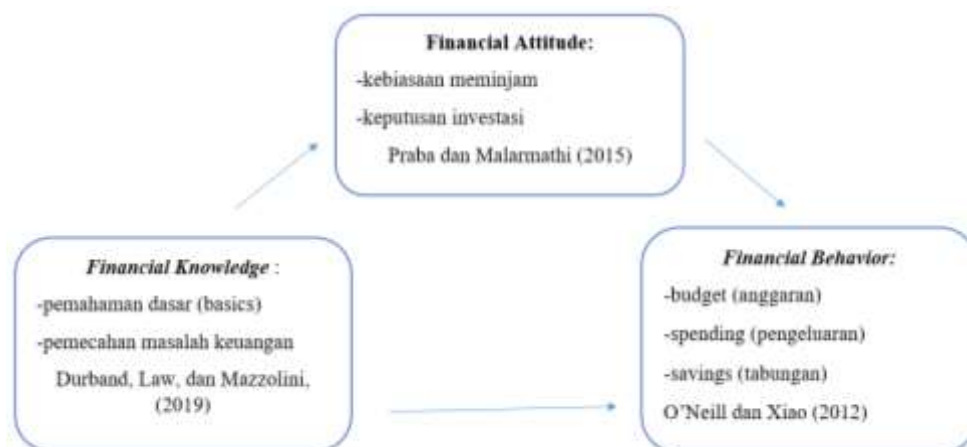 Financial Attitude:
-kebiasaan meminjam
-keputusan investasi
Praba dan Malarmathi (2015)
Financial Knowledge :
-pemahaman dasar (basics)
-pemecahan masalah keuangan
Durband, Law, dan Mazzolini,
(2019)
Financial Behavior:
-budget (anggaran)
-spending (pengeluaran)
-savings (tabungan)
O’Neill dan Xiao (2012)